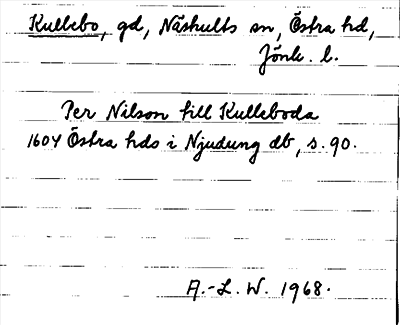 Kullebo, gd, Näshults sn, Östra hd,
Jönk. l.
Per Nilson till Kulleboda
1604 Östra hds i Njudung db, s. 90.
A.-L. W. 1968.